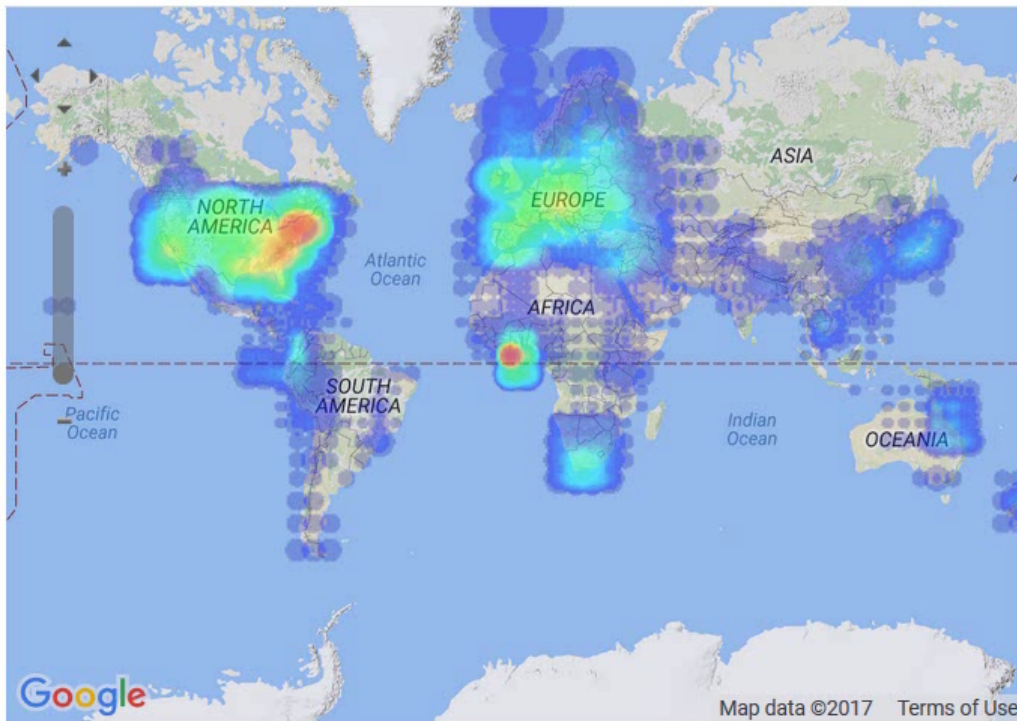 ASIA
NORTH
AMERICA
EUROPE
Atlantic
Ocean
AFRICA
SOUTH
AMERICA
Pacific
Ocean
Indian
Ocean
OCEANIA
Google
Map data ©2017 Terms of Use